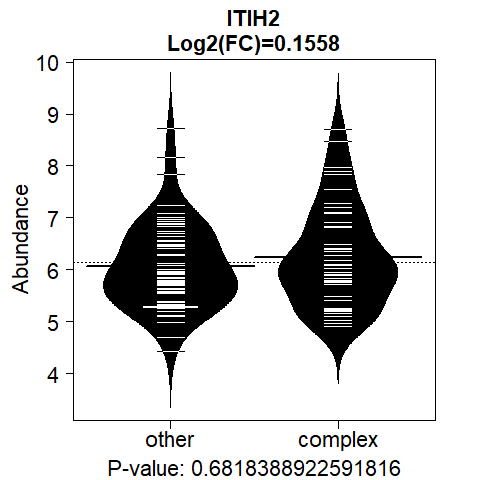 ITIH2
Log2(FC)=0.1558
Abundance
10
9
8
7
6
5
4
other complex
P-value: 0.6818388922591816